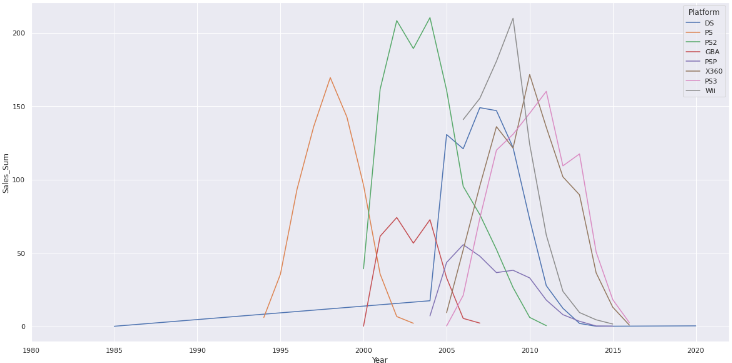 Platform
DS
PS
PS2
GBA
PSP
X360
PS3
Wii
200
150
100
50
0
Sales_Sum
1980
1985
1990
1995
2000
2005
2010
2015
2020
Year